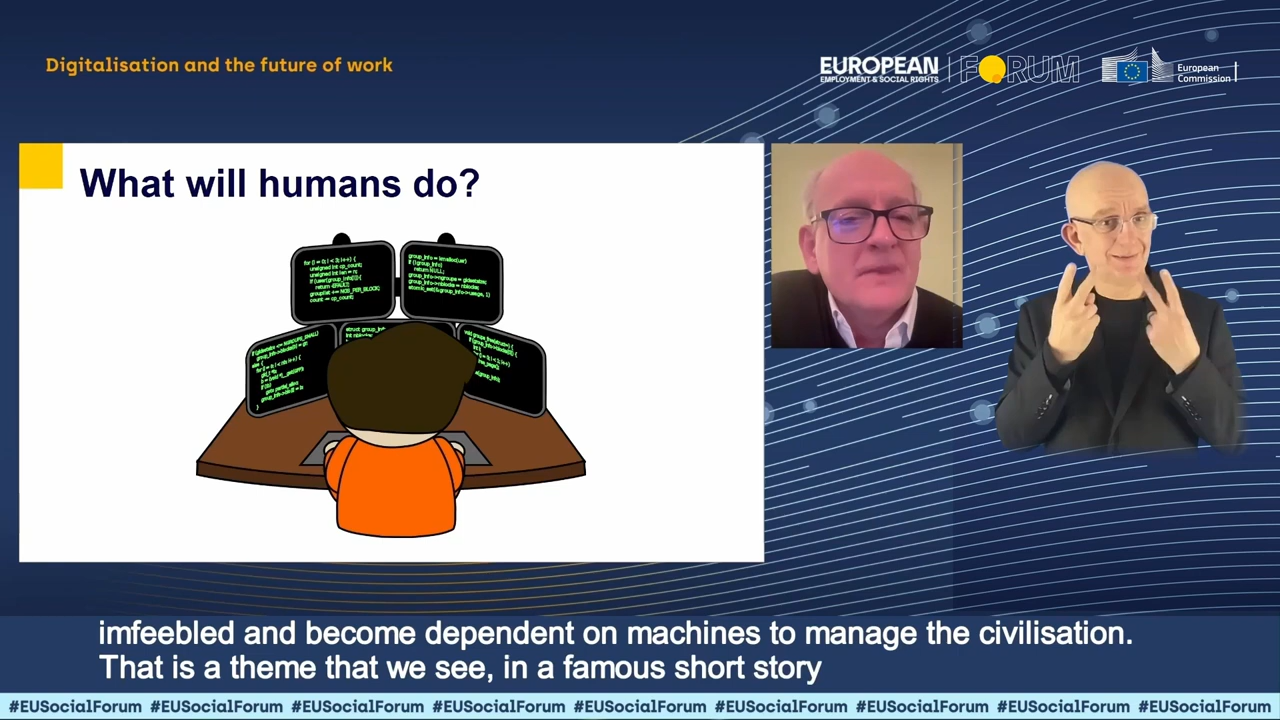 Digitalisation and the future of work
EUROPEAN
EMPLOYMENT & SOCIAL RIGHTS
FORUM
European
Commission
What will humans do?
imfeebled and become dependent on machines to manage the civilisation.
That is a theme that we see, in a famous short story
#EUSocialForum #EUSocialForum #EUSocialForum #EUSocialForum #EUSocialForum #EUSocialForum #EUSocialForum #EUSocialForum #EUSocialForum